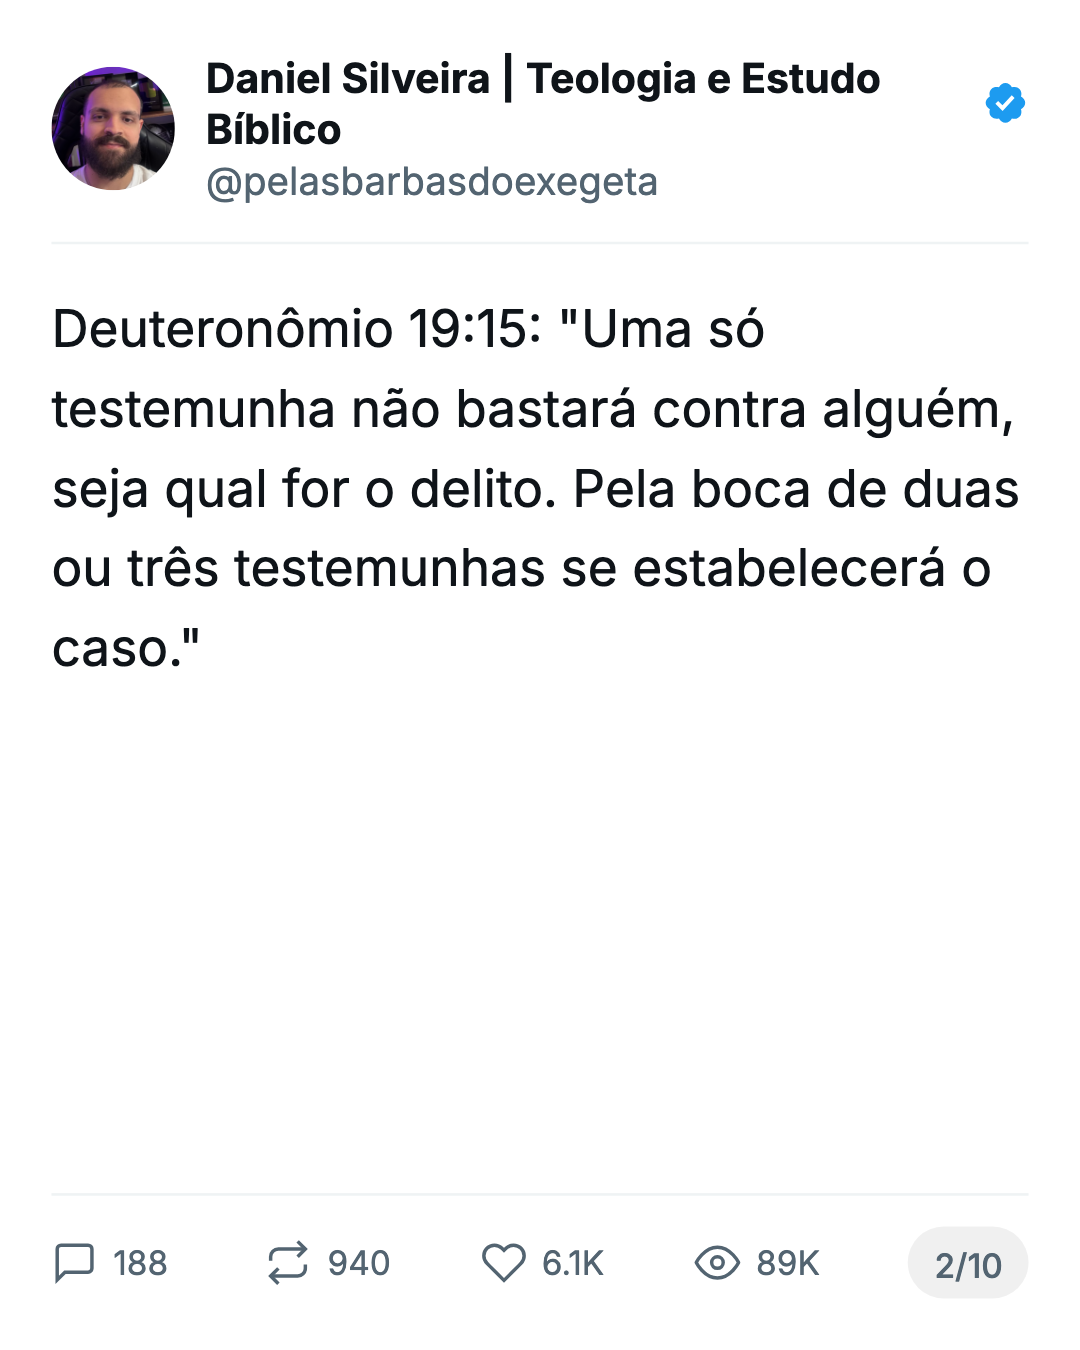 Daniel Silveira | Teologia e Estudo
Bíblico
@pelasbarbasdoexegeta
Deuteronômio 19:15: "Uma só
testemunha não bastará contra alguém,
seja qual for o delito. Pela boca de duas
ou três testemunhas se estabelecerá o
caso."
188 940 6.1K 89K 2/10